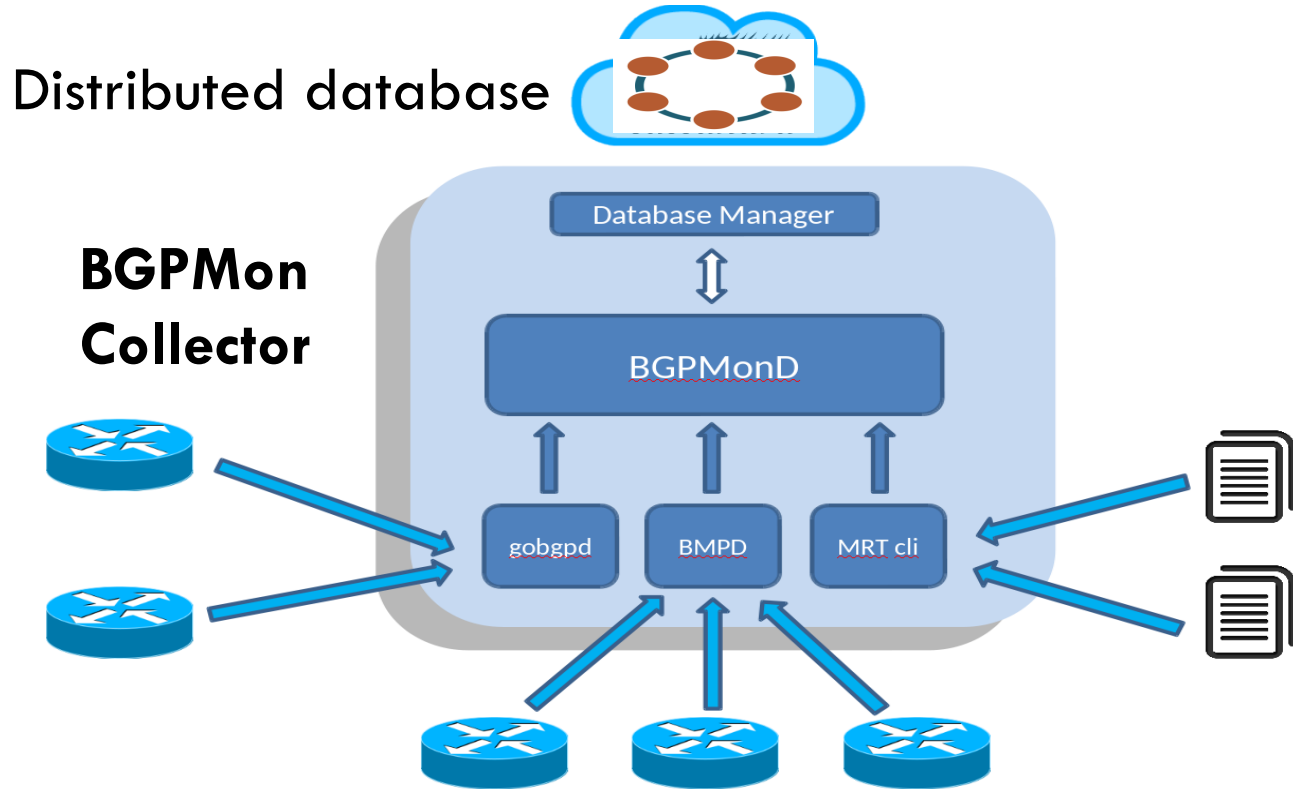 Distributed database
Database Manager
BGPMon
Collector
BGPMonD
gobgpd
BMPD
MRT cli